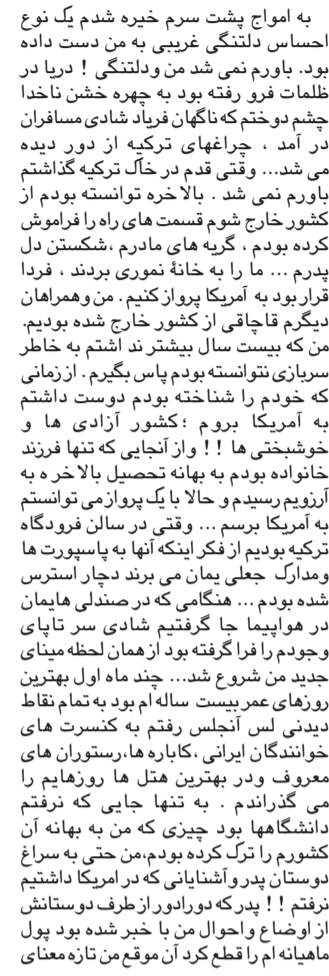 به امواج پشت سرم خیره شدم یک نوع
احساس دلتنگی غریبی به من دست داده
بود. باورم نمی شد من ودلتنگی ! دریا در
ظلمات فرو رفته بود به چهره خشن ناخدا
چشم دوختم که ناگهان فریاد شادی مسافران
در آمد ، چراغهای ترکیه از دور دیده
می شد... وقتی قدم در خاک ترکیه گذاشتم
باورم نمی شد . بالاخره توانسته بودم از
کشور خارج شوم قسمت های راه را فراموش
کرده بودم ، گریه های مادرم ،شکستن دل
پدرم ... ما را به خانهٔ نموری بردند ، فردا
قرار بود به آمریکا پرواز کنیم . من وهمراهان
دیگرم قاچاقی از کشور خارج شده بودیم.
من که بیست سال بیشتر ند اشتم به خاطر
سربازی نتوانسته بودم پاس بگیرم . از زمانی
که خودم را شناخته بودم دوست داشتم
به آمریکا بروم ؛کشور آزادی ها و
خوشبختی ها ! ! واز آنجایی که تنها فرزند
خانواده بودم به بهانه تحصیل بالاخر ه به
آرزویم رسیدم و حالا با یک پرواز می توانستم
به آمریکا برسم ... وقتی در سالن فرودگاه
ترکیه بودیم از فکر اینکه آنها به پاسپورت ها
ومدارک جعلی یمان می برند دچار استرس
شده بودم ... هنگامی که در صندلی هایمان
در هواپیما جا گرفتیم شادی سر تاپای
وجودم را فرا گرفته بود از همان لحظه مینای
جدید من شروع شد... چند ماه اول بهترین
روزهای عمر بیست ساله ام بود به تمام نقاط
دیدنی لس آنجلس رفتم به کنسرت های
خوانندگان ایرانی ،کاباره ها،رستوران های
معروف ودر بهترین هتل ها روزهایم را
می گذراندم . به تنها جایی که نرفتم
دانشگاهها بود چیزی که من به بهانه آن
کشورم را ترک کرده بودم،من حتی به سراغ
دوستان پدر وآشنایانی که در امریکا داشتیم
نرفتم ! ! پدر که دورادور از طرف دوستانش
از اوضاع واحوال من با خبر شده بود پول
ماهیانه ام را قطع کرد آن موقع من تازه معنای